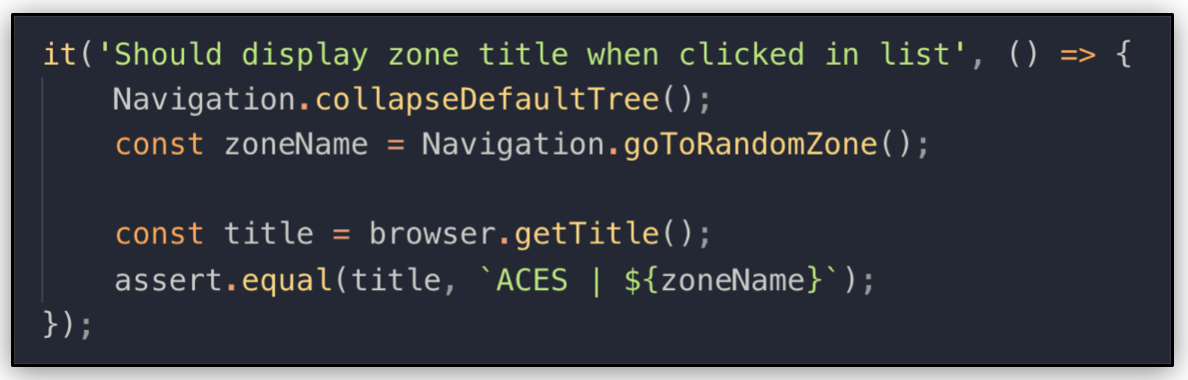 it('Should display zone title when clicked in list', () => {
    Navigation.collapseDefaultTree();
    const zoneName = Navigation.goToRandomZone();
    const title = browser.getTitle();
    assert.equal(title, `ACES | ${zoneName}`);
});